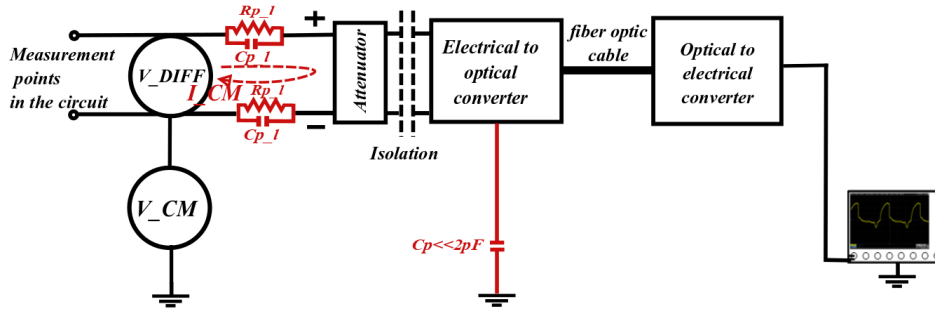 Rp_1
Cp_1
+
Measurement
points
in the circuit
V_DIFF
I_CM
Rp_1
Cp_1
−
Attenuator
Isolation
Electrical to
optical
converter
fiber optic
cable
Optical to
electrical
converter
V_CM
Cp<<2pF